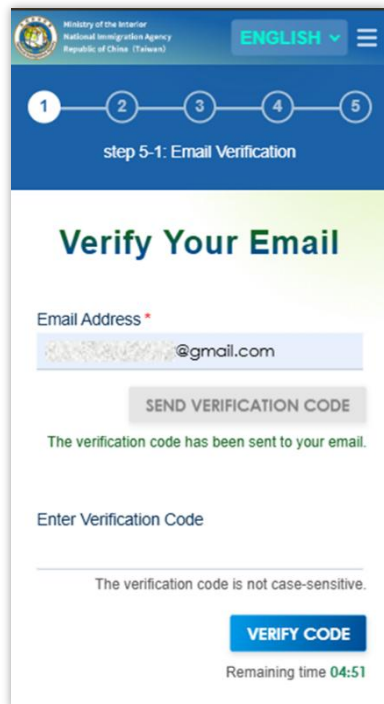 Ministry of the Interior
National Immigration Agency
Republic of China (Taiwan)
ENGLISH
1 2 3 4 5
step 5-1: Email Verification
Verify Your Email
Email Address *
@gmail.com
SEND VERIFICATION CODE
The verification code has been sent to your email.
Enter Verification Code
The verification code is not case-sensitive.
VERIFY CODE
Remaining time 04:51